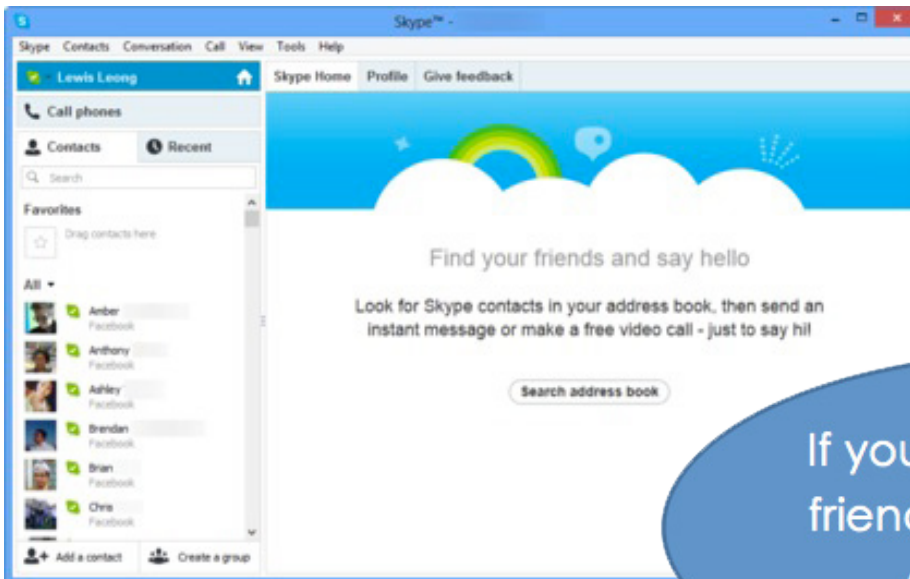 Skype™ -
Skype Contacts Conversation Call View Tools Help
Lewis Leong
Call phones
Contacts Recent
Search
Favorites
Drag contacts here
All
Amber
Facebook
Anthony
Facebook
Ashley
Facebook
Brendan
Facebook
Brian
Facebook
Chris
Facebook
Add a contact Create a group
Skype Home Profile Give feedback
Find your friends and say hello
Look for Skype contacts in your address book, then send an
instant message or make a free video call - just to say hi!
Search address book
If you
frien